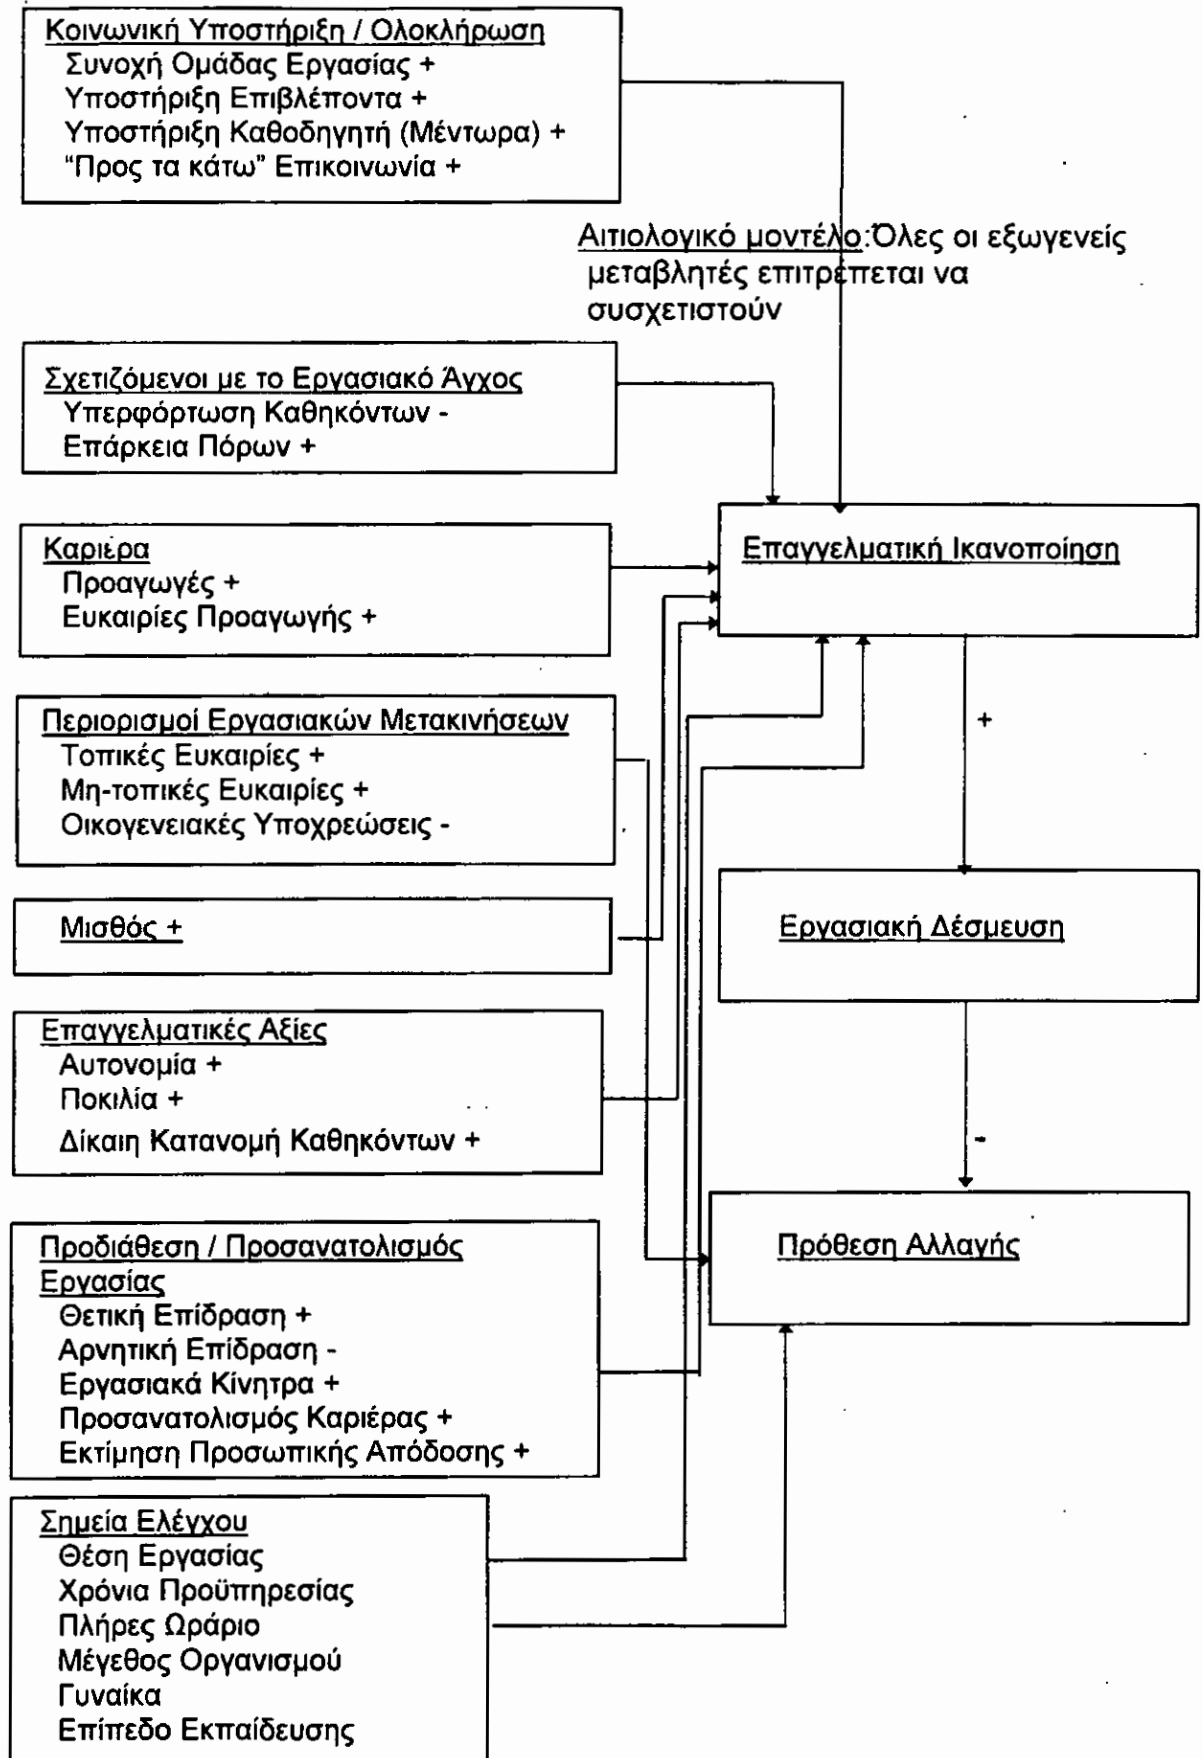 Κοινωνική Υποστήριξη / Ολοκλήρωση
Συνοχή Ομάδας Εργασίας +
Υποστήριξη Επιβλέποντα +
Υποστήριξη Καθοδηγητή (Μέντωρα) +
"Προς τα κάτω" Επικοινωνία +
Αιτιολογικό μοντέλο:Όλες οι εξωγενείς
μεταβλητές επιτρέπεται να
συσχετιστούν
Σχετιζόμενοι με το Εργασιακό Άγχος
Υπερφόρτωση Καθηκόντων -
Επάρκεια Πόρων +
Καριέρα
Προαγωγές +
Ευκαιρίες Προαγωγής +
Επαγγελματική Ικανοποίηση
Περιορισμοί Εργασιακών Μετακινήσεων
Τοπικές Ευκαιρίες +
Μη-τοπικές Ευκαιρίες +
Οικογενειακές Υποχρεώσεις -
+
Μισθός +
Εργασιακή Δέσμευση
Επαγγελματικές Αξίες
Αυτονομία +
Ποκιλία +
Δίκαιη Κατανομή Καθηκόντων +
-
Προδιάθεση / Προσανατολισμός
Εργασίας
Θετική Επίδραση +
Αρνητική Επίδραση -
Εργασιακά Κίνητρα +
Προσανατολισμός Καριέρας +
Εκτίμηση Προσωπικής Απόδοσης +
Πρόθεση Αλλαγής
Σημεία Ελέγχου
Θέση Εργασίας
Χρόνια Προϋπηρεσίας
Πλήρες Ωράριο
Μέγεθος Οργανισμού
Γυναίκα
Επίπεδο Εκπαίδευσης